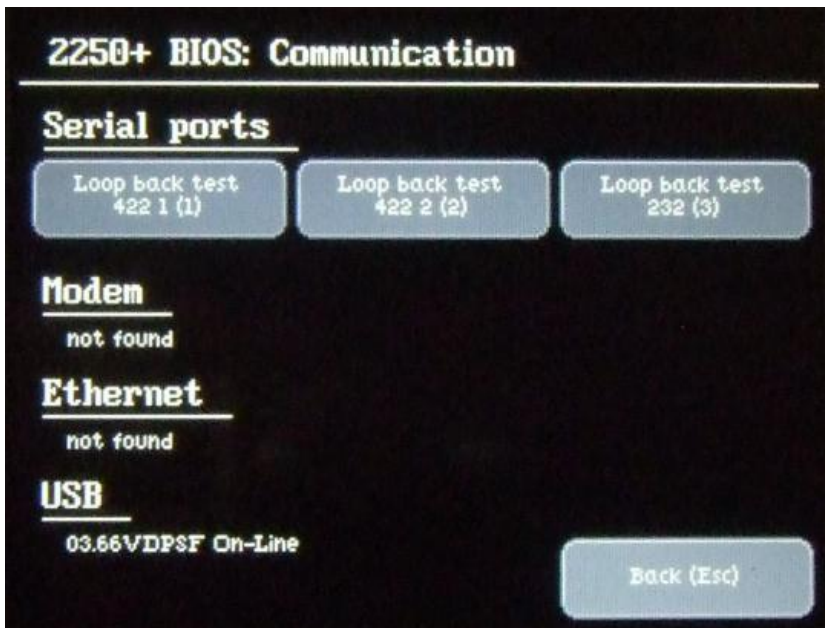 2250+ BIOS: Communication
Serial ports
Loop back test
422 1 (1)
Loop back test
422 2 (2)
Loop back test
232 (3)
Modem
not found
Ethernet
not found
USB
03.66VDPSF On-Line
Back (Esc)